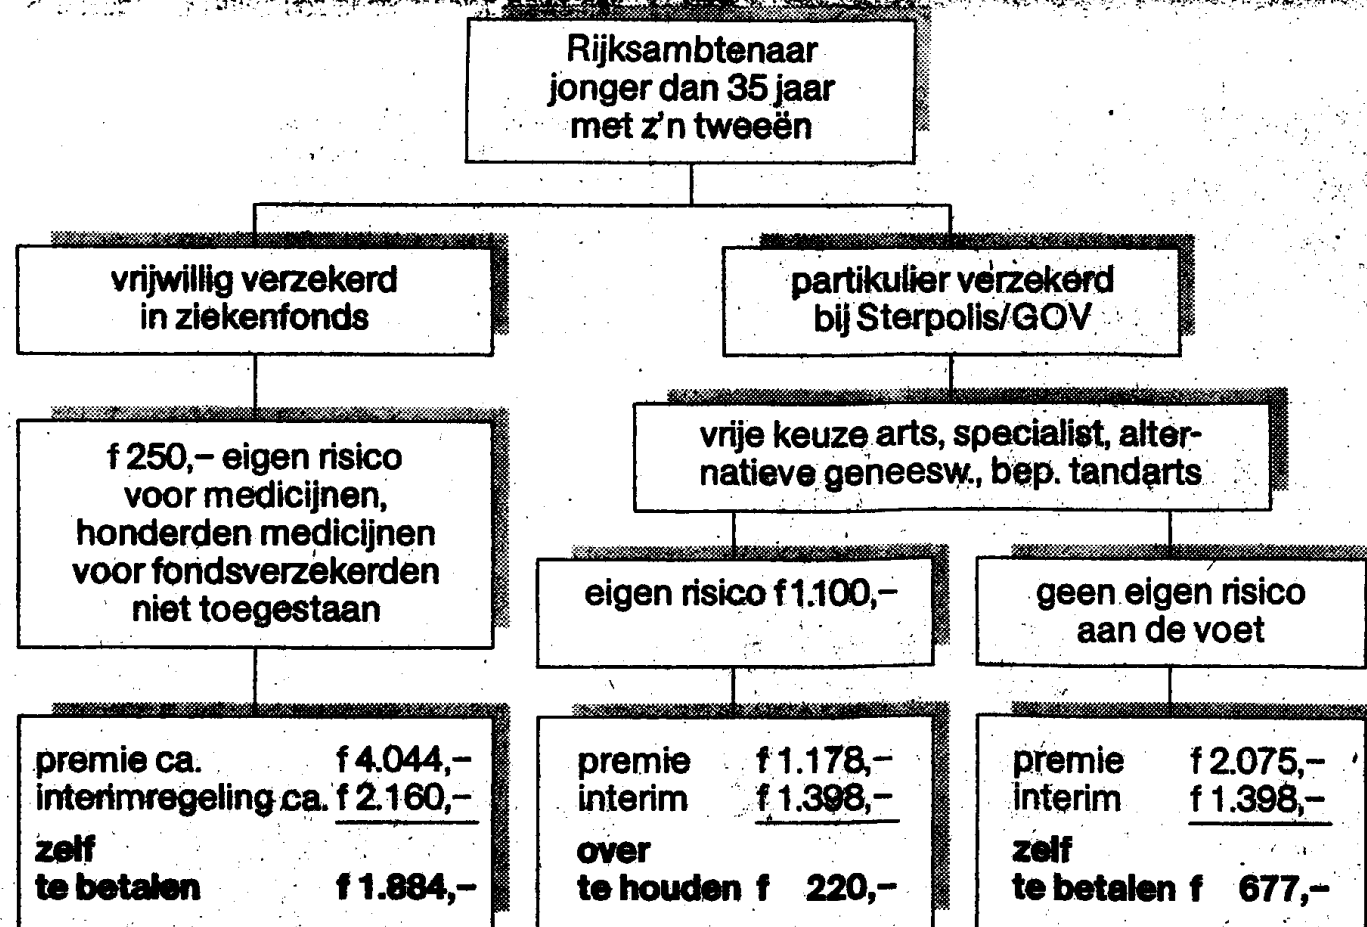 Rijksambtenaar
jonger dan 35 jaar
met z'n tweeën
vrijwillig verzekerd
in ziekenfonds
partikulier verzekerd
bij Sterpolis/GOV
f 250,– eigen risico
voor medicijnen,
honderden medicijnen
voor fondsverzekerden
niet toegestaan
vrije keuze arts, specialist, alter-
natieve geneesw., bep. tandarts
eigen risico f 1.100,–
geen eigen risico
aan de voet
premie ca. f 4.044,–
interimregeling ca. f 2.160,–
zelf
te betalen f 1.884,–
premie f 1.178,–
interim f 1.398,–
over
te houden f 220,–
premie f 2.075,–
interim f 1.398,–
zelf
te betalen f 677,–